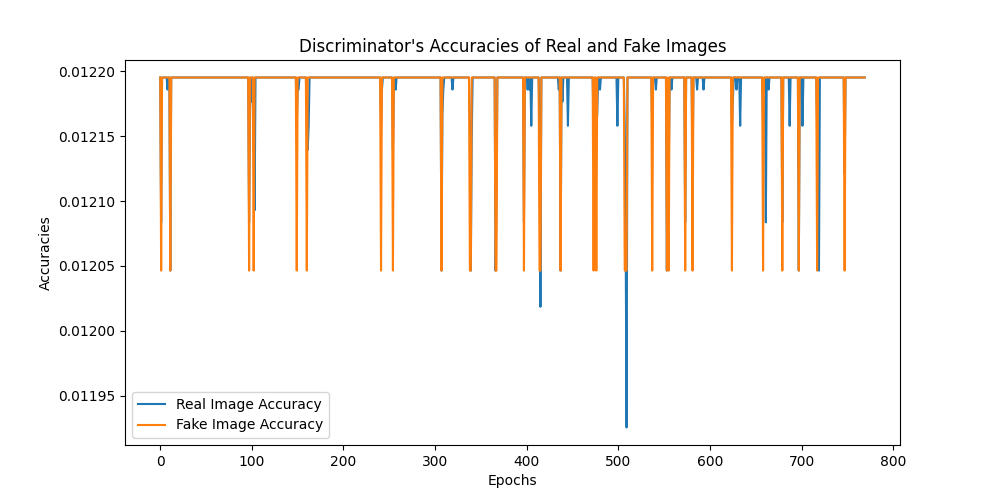 Discriminator's Accuracies of Real and Fake Images
0.01220
0.01215
0.01210
0.01205
0.01200
0.01195
Accuracies
Real Image Accuracy
Fake Image Accuracy
0 100 200 300 400 500 600 700 800
Epochs